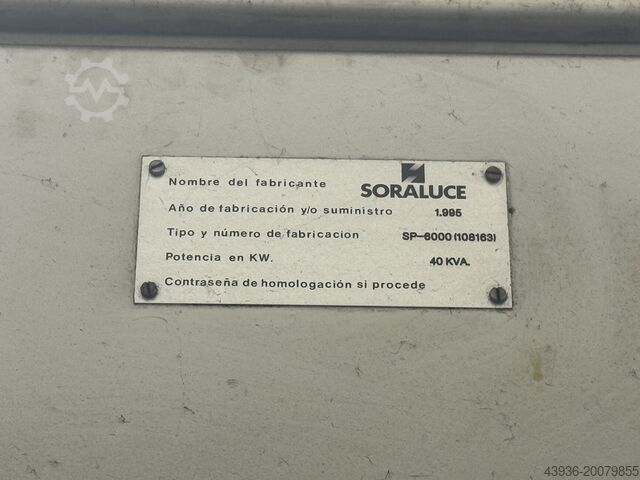 Nombre del fabricante SORALUCE
Año de fabricación y/o suministro 1.995
Tipo y número de fabricacion SP-6000 (108163)
Potencia en KW. 40 KVA.
Contraseña de homologación si procede
43936-20079855